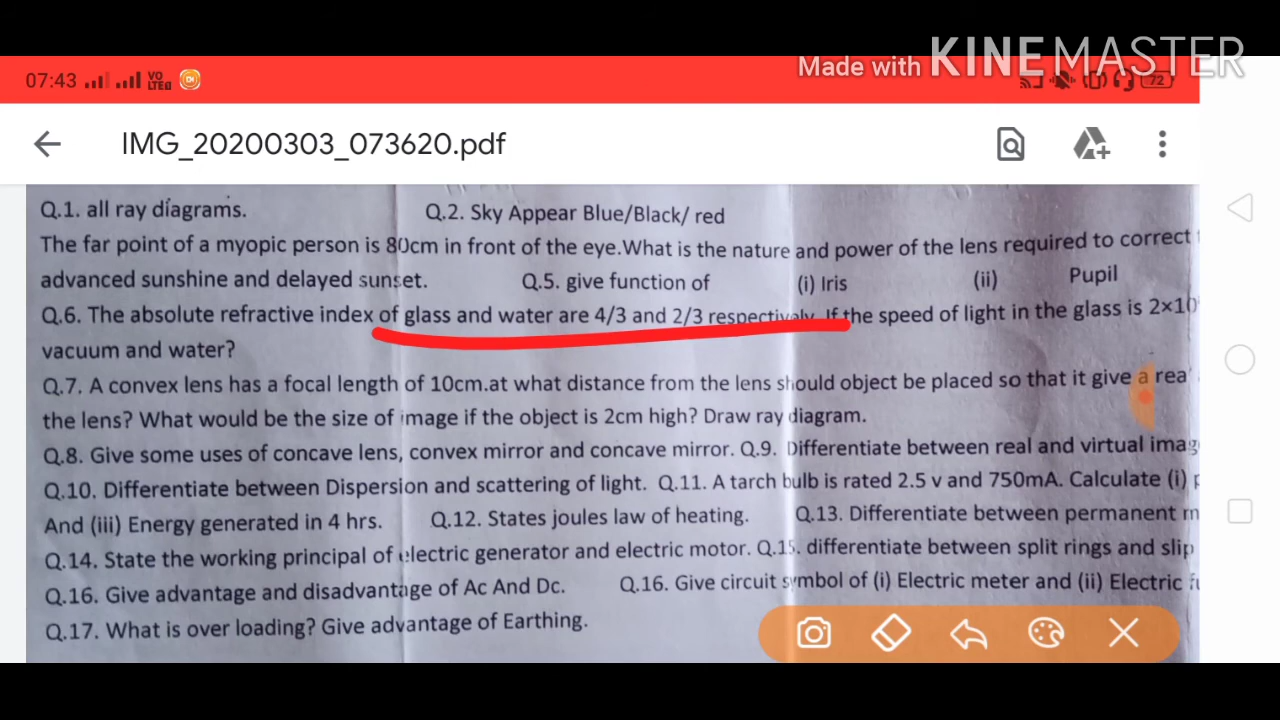 Made with KINEMASTER
07:43 VO LTE 72
IMG_20200303_073620.pdf
Q.1. all ray diagrams. Q.2. Sky Appear Blue/Black/ red
The far point of a myopic person is 80cm in front of the eye.What is the nature and power of the lens required to correct
advanced sunshine and delayed sunset. Q.5. give function of (i) Iris (ii) Pupil
Q.6. The absolute refractive index of glass and water are 4/3 and 2/3 respectively. If the speed of light in the glass is 2×10
vacuum and water?
Q.7. A convex lens has a focal length of 10cm.at what distance from the lens should object be placed so that it give a rea
the lens? What would be the size of image if the object is 2cm high? Draw ray diagram.
Q.8. Give some uses of concave lens, convex mirror and concave mirror. Q.9. Differentiate between real and virtual imag
Q.10. Differentiate between Dispersion and scattering of light. Q.11. A tarch bulb is rated 2.5 v and 750mA. Calculate (i) p
And (iii) Energy generated in 4 hrs. Q.12. States joules law of heating. Q.13. Differentiate between permanent m
Q.14. State the working principal of electric generator and electric motor. Q.15. differentiate between split rings and slip
Q.16. Give advantage and disadvantage of Ac And Dc. Q.16. Give circuit symbol of (i) Electric meter and (ii) Electric fu
Q.17. What is over loading? Give advantage of Earthing.